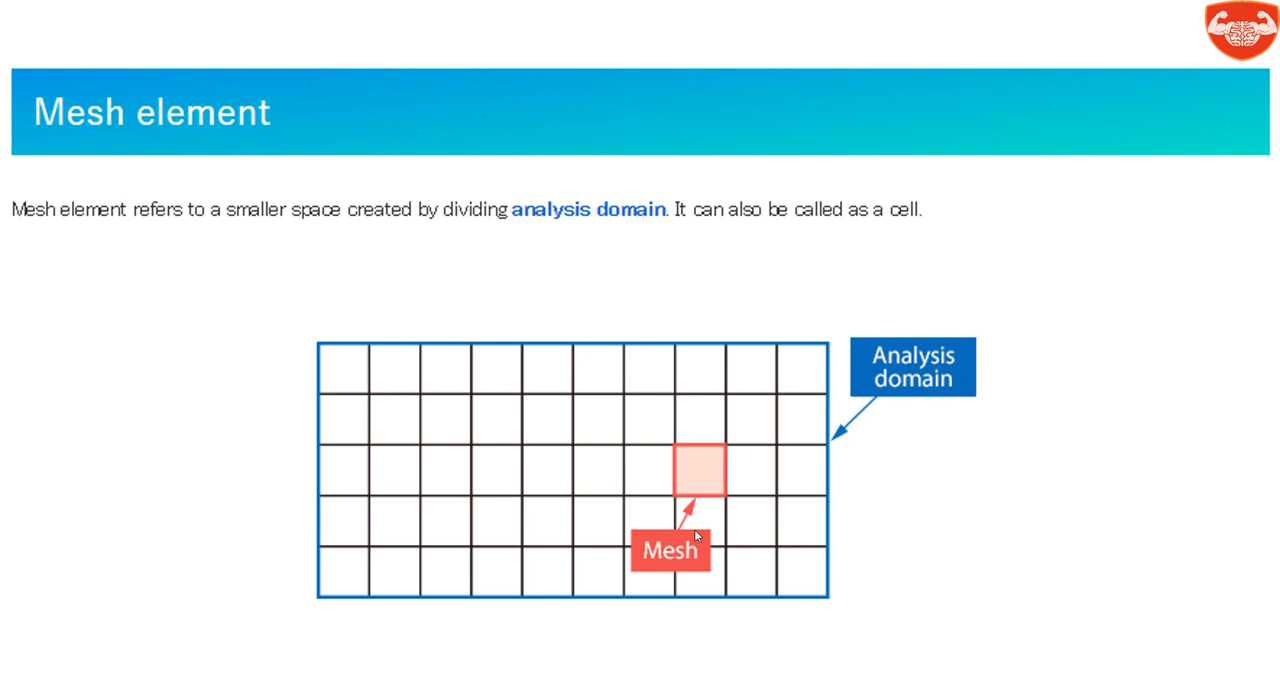 Mesh element
Mesh element refers to a smaller space created by dividing analysis domain. It can also be called as a cell.
Analysis
domain
Mesh